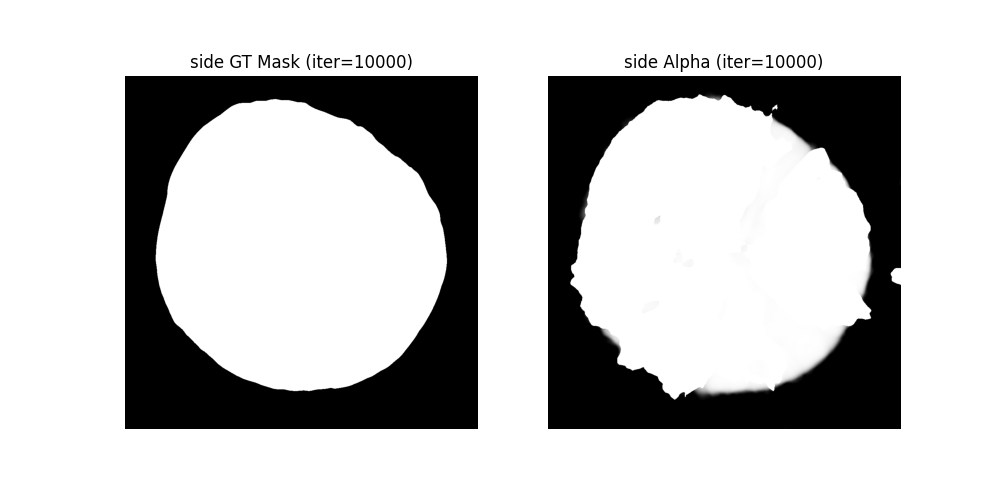 side GT Mask (iter=10000)
side Alpha (iter=10000)